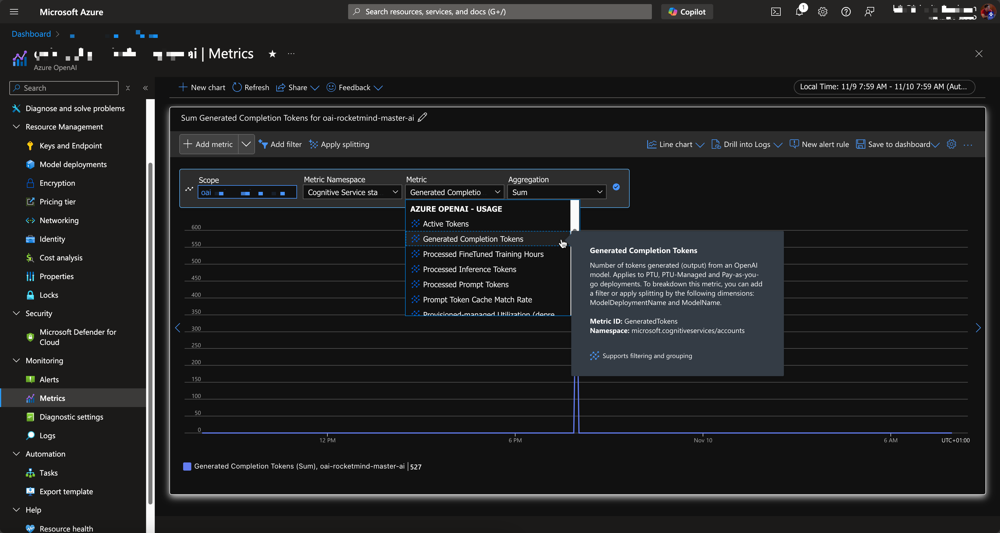 Microsoft Azure
Search resources, services, and docs (G+/)
Copilot
1
Dashboard >
ai | Metrics
Azure OpenAI
Search
New chart
Refresh
Share
Feedback
Local Time: 11/9 7:59 AM - 11/10 7:59 AM (Aut...
Diagnose and solve problems
Resource Management
Keys and Endpoint
Model deployments
Encryption
Pricing tier
Networking
Identity
Cost analysis
Properties
Locks
Security
Microsoft Defender for
Cloud
Monitoring
Alerts
Metrics
Diagnostic settings
Logs
Automation
Tasks
Export template
Help
Resource health
Sum Generated Completion Tokens for oai-rocketmind-master-ai
Add metric
Add filter
Apply splitting
Line chart
Drill into Logs
New alert rule
Save to dashboard
Scope
oai
Metric Namespace
Cognitive Service sta
Metric
Generated Completio
Aggregation
Sum
AZURE OPENAI - USAGE
Active Tokens
Generated Completion Tokens
Processed FineTuned Training Hours
Processed Inference Tokens
Processed Prompt Tokens
Prompt Token Cache Match Rate
Provisioned-managed Utilization (depre
Generated Completion Tokens
Number of tokens generated (output) from an OpenAI
model. Applies to PTU, PTU-Managed and Pay-as-you-
go deployments. To breakdown this metric, you can add
a filter or apply splitting by the following dimensions:
ModelDeploymentName and ModelName.
Metric ID: GeneratedTokens
Namespace: microsoft.cognitiveservices/accounts
Supports filtering and grouping
600
550
500
450
400
350
300
250
200
150
100
50
0
12 PM
6 PM
Nov 10
6 AM
UTC+01:00
Generated Completion Tokens (Sum), oai-rocketmind-master-ai | 527